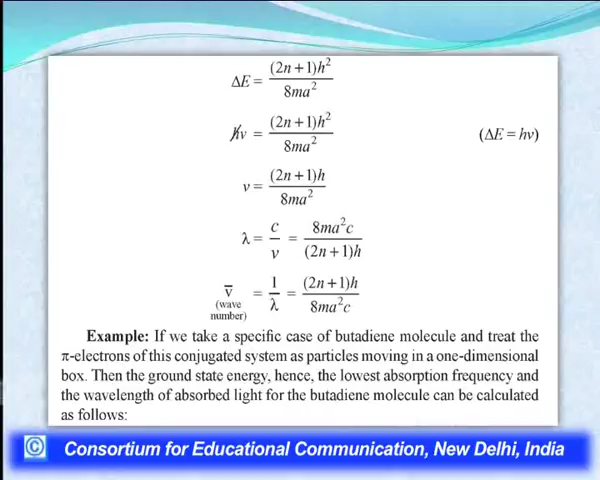 ΔE = (2n+1)h² / 8ma²
hν = (2n+1)h² / 8ma² (ΔE = hν)
ν = (2n+1)h / 8ma²
λ = c / ν = 8ma²c / (2n+1)h
ν̅ (wave number) = 1 / λ = (2n+1)h / 8ma²c
Example: If we take a specific case of butadiene molecule and treat the
π-electrons of this conjugated system as particles moving in a one-dimensional
box. Then the ground state energy, hence, the lowest absorption frequency and
the wavelength of absorbed light for the butadiene molecule can be calculated
as follows:
© Consortium for Educational Communication, New Delhi, India